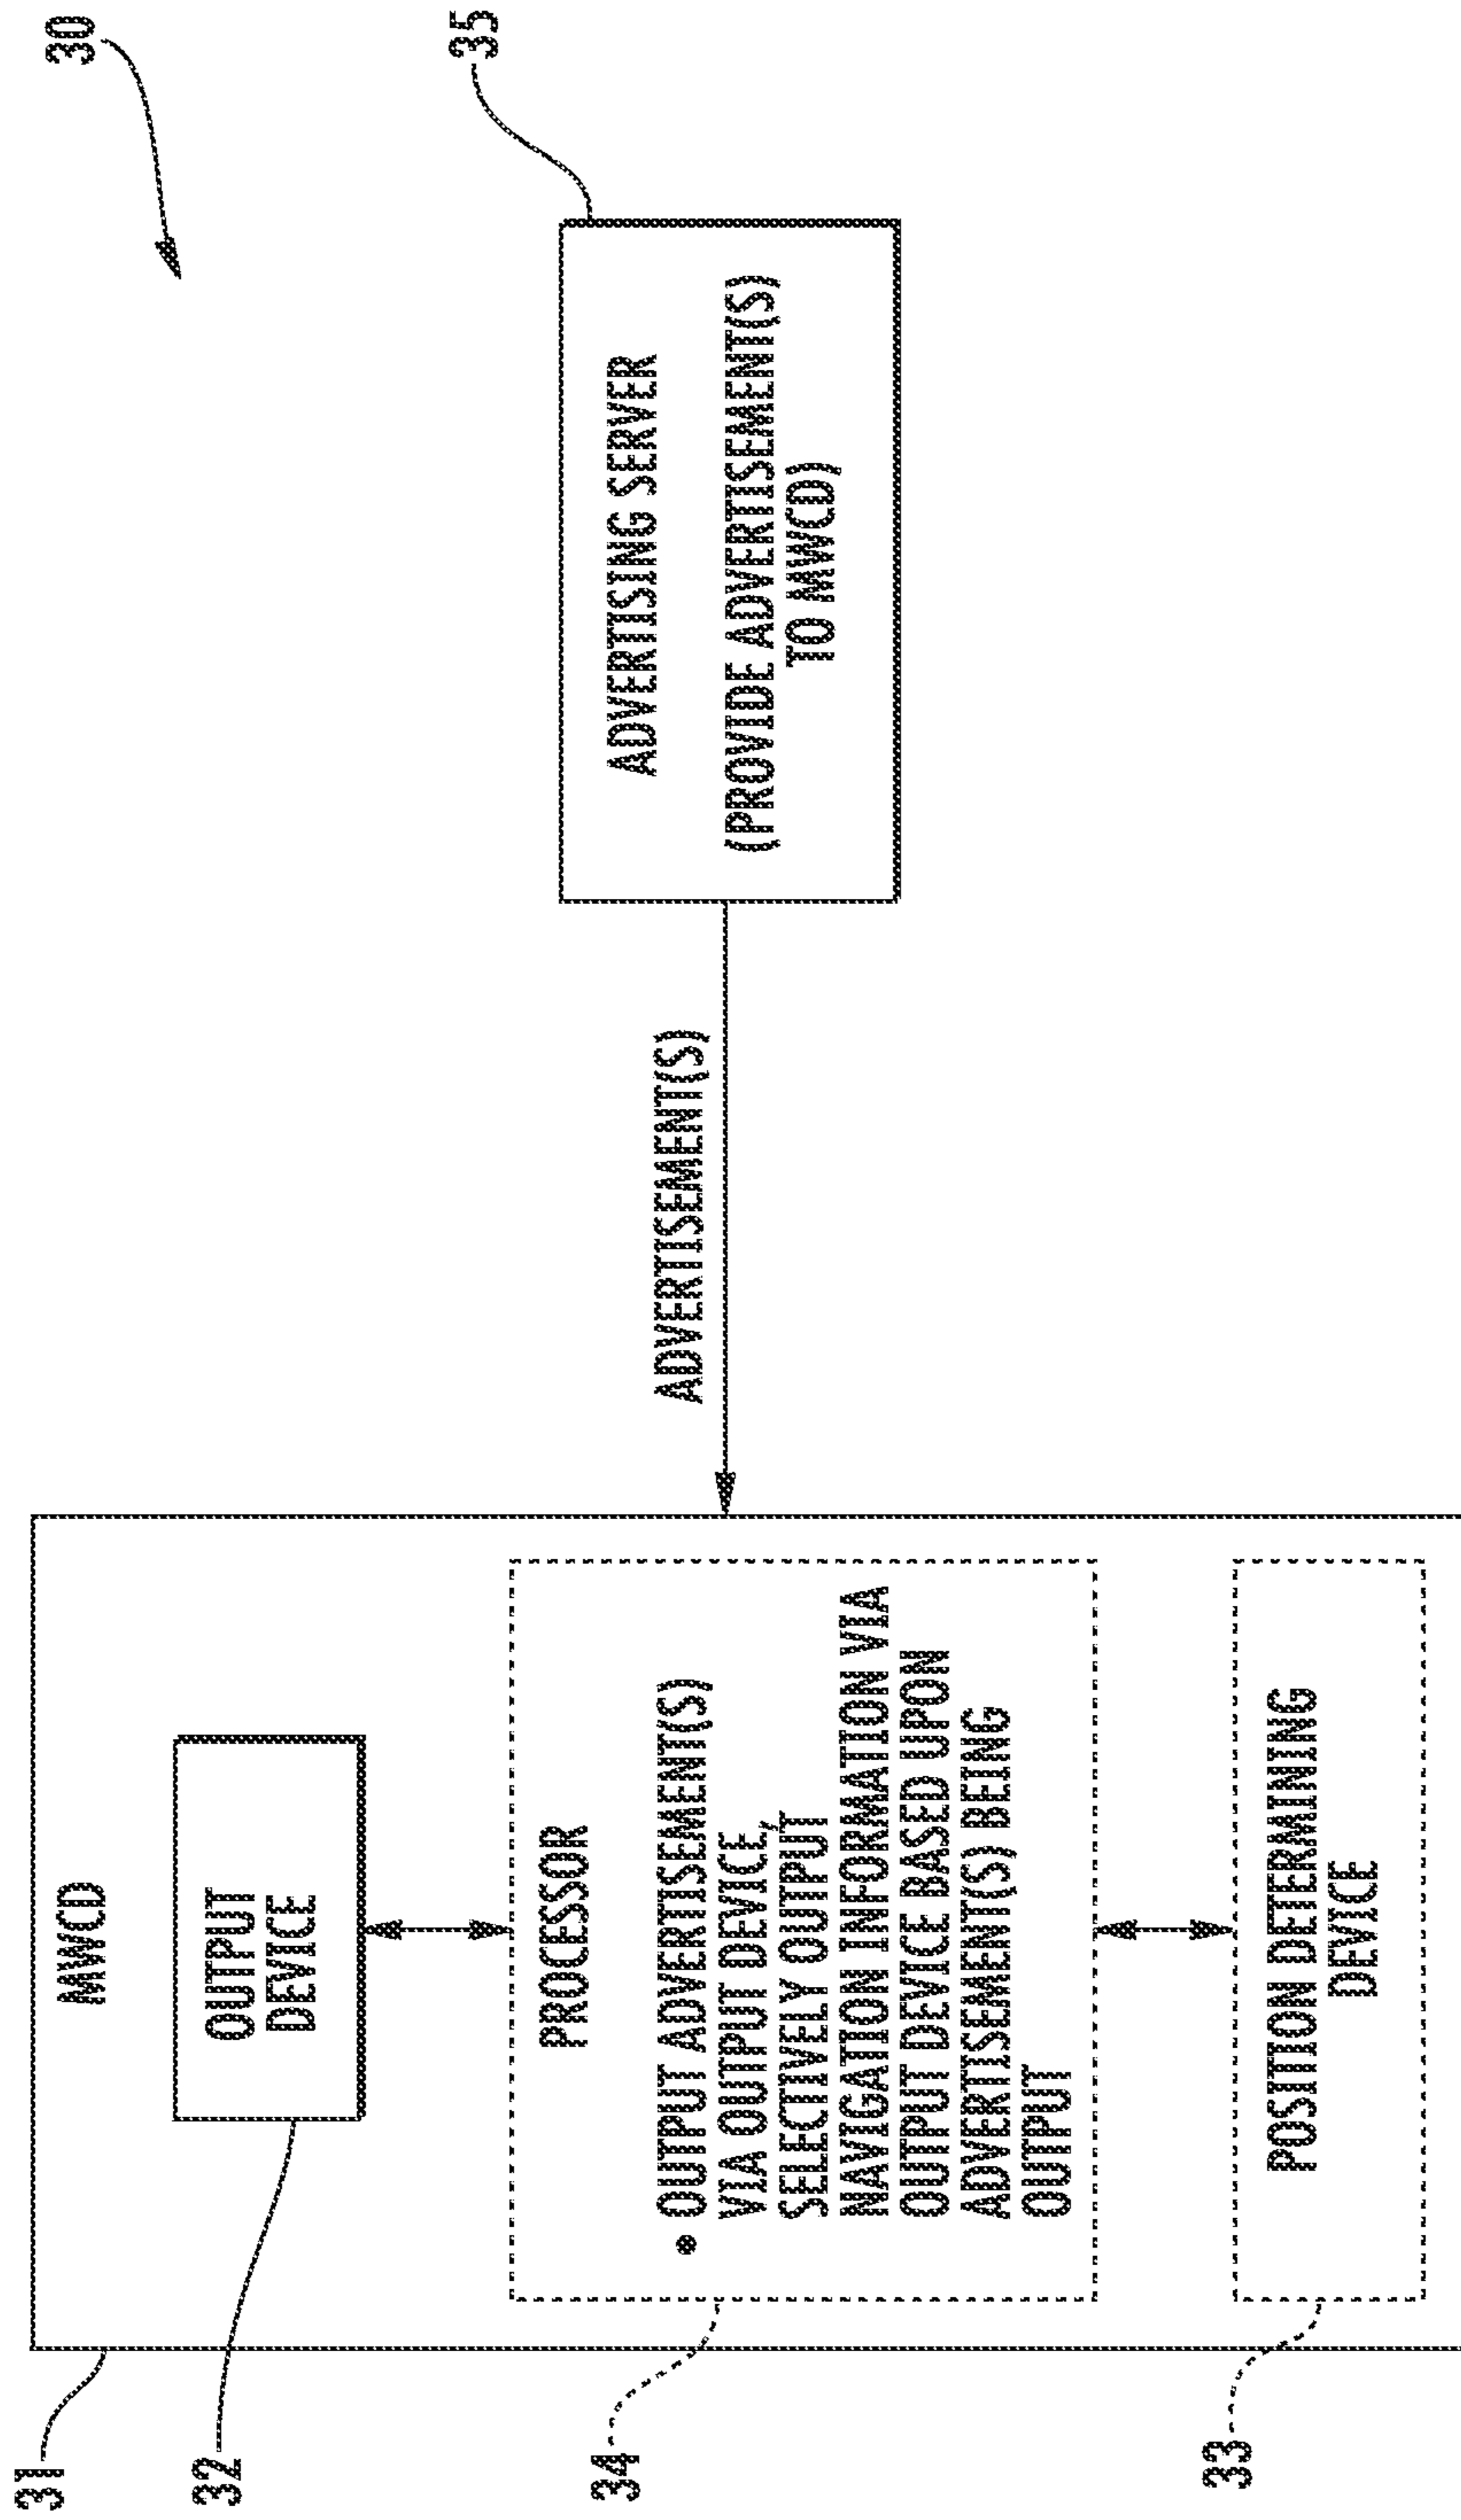 30
31
MWCD
32
OUTPUT
DEVICE
34
PROCESSOR
• OUTPUT ADVERTISEMENT(S)
VIA OUTPUT DEVICE,
SELECTIVELY OUTPUT
NAVIGATION INFORMATION VIA
OUTPUT DEVICE BASED UPON
ADVERTISEMENT(S) BEING
OUTPUT
33
POSITION DETERMINING
DEVICE
ADVERTISEMENT(S)
35
ADVERTISING SERVER
(PROVIDE ADVERTISEMENT(S)
TO MWCD)